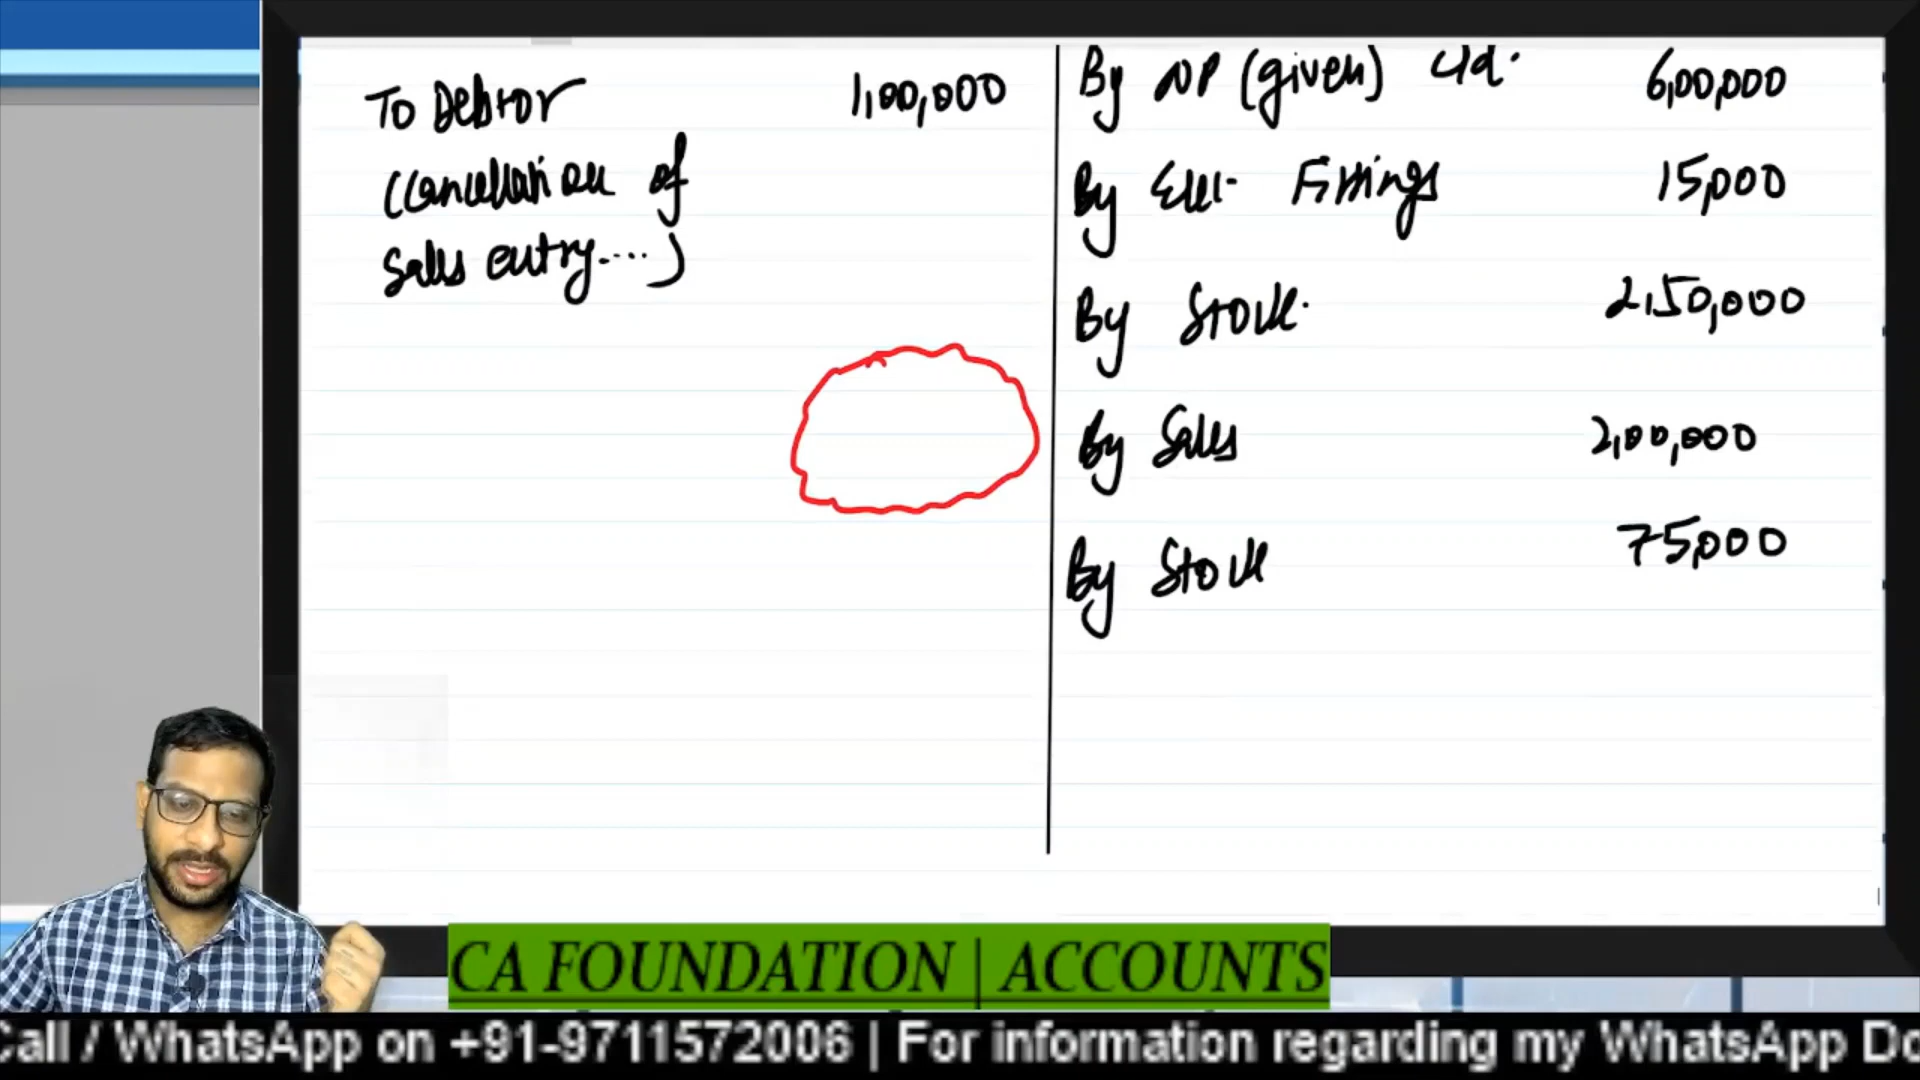 To Debtor 1,00,000
(Cancellation of
Sales entry....)
By NP (given) c/d. 6,00,000
By Elec. Fittings 15,000
By Stock. 2,50,000
By Sales 2,00,000
By Stock 75,000
CA FOUNDATION | ACCOUNTS
Call / WhatsApp on +91-9711572006 | For information regarding my WhatsApp Do